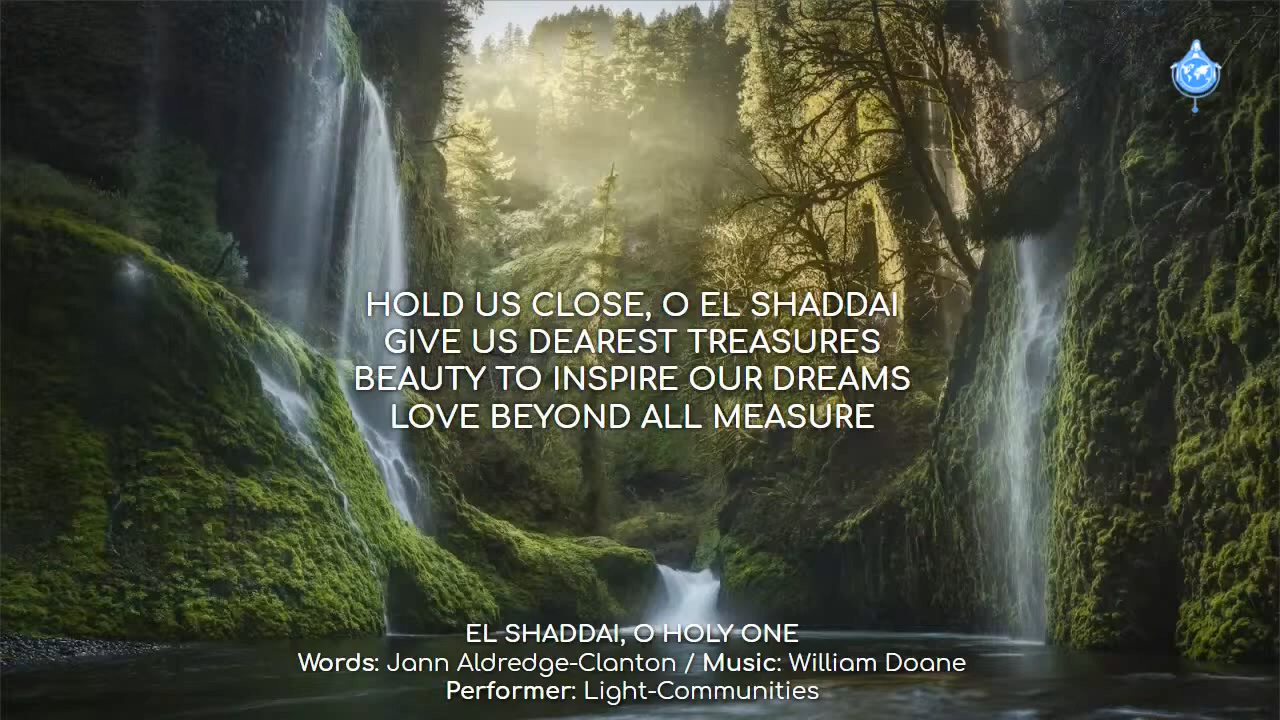 HOLD US CLOSE, O EL SHADDAI
GIVE US DEAREST TREASURES
BEAUTY TO INSPIRE OUR DREAMS
LOVE BEYOND ALL MEASURE
EL SHADDAI, O HOLY ONE
Words: Jann Aldredge-Clanton / Music: William Doane
Performer: Light-Communities